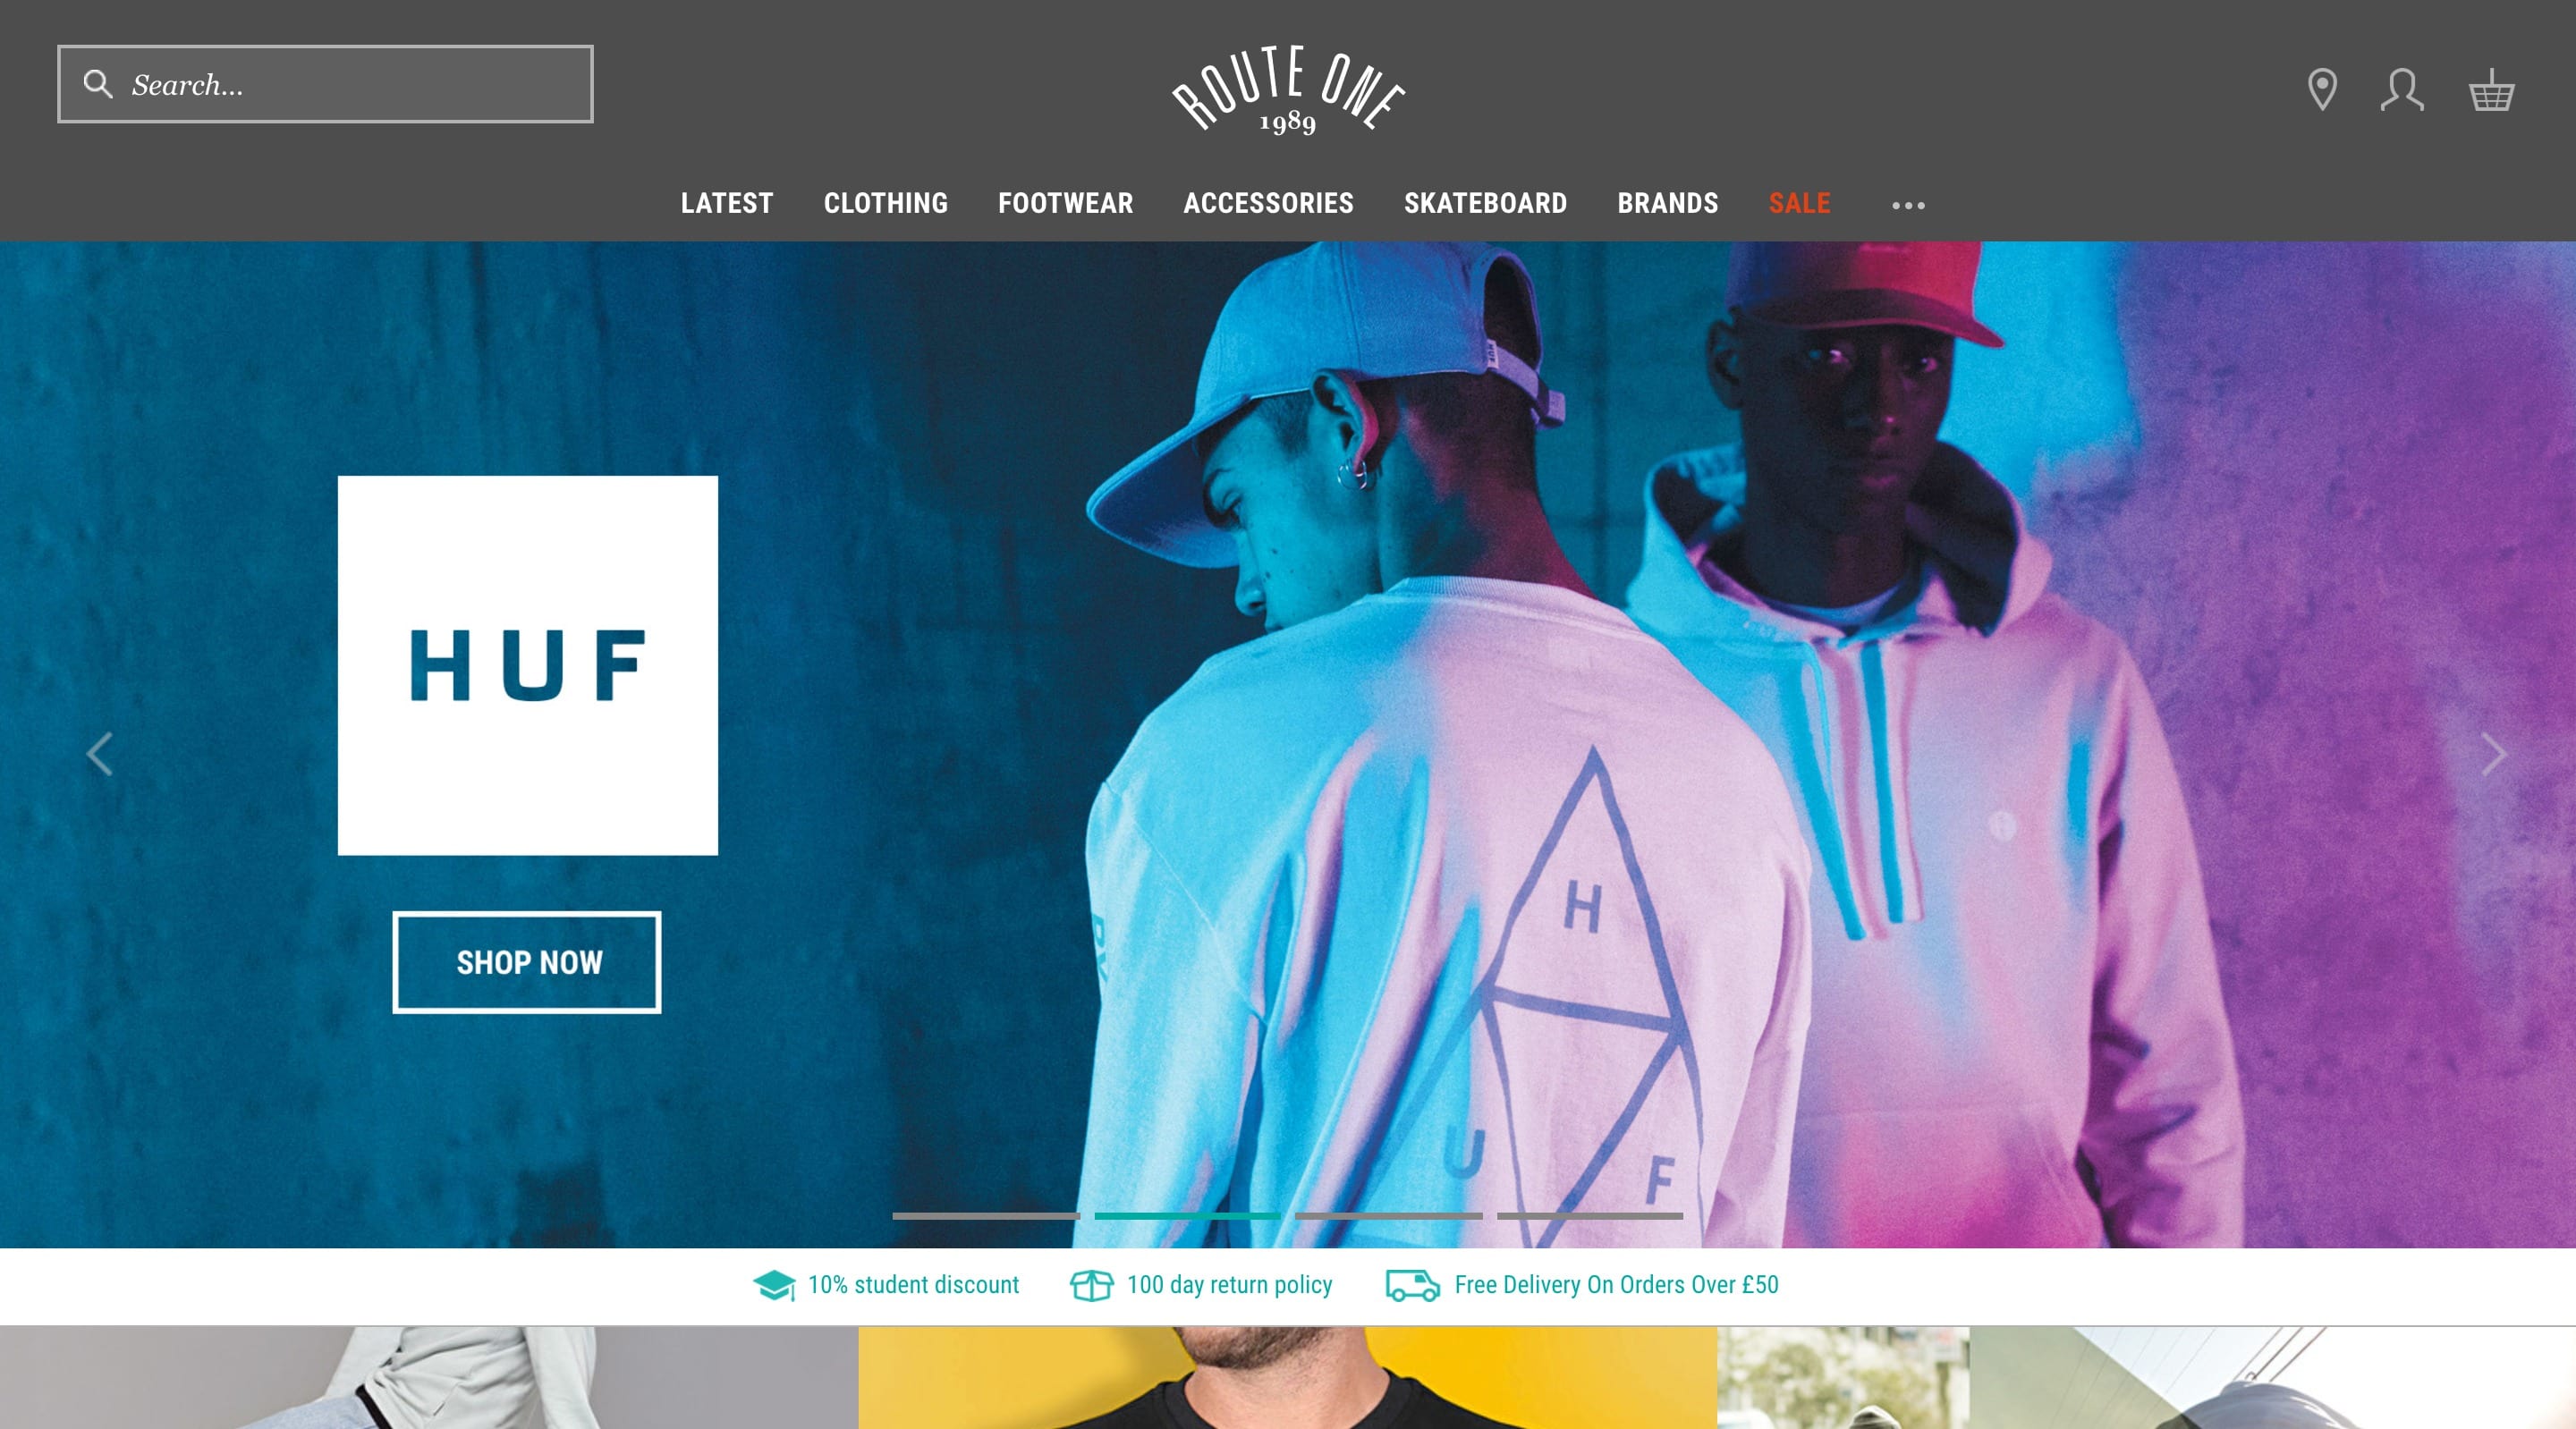 Search...
ROUTE ONE
1989
LATEST CLOTHING FOOTWEAR ACCESSORIES SKATEBOARD BRANDS SALE ...
HUF
HUF
SHOP NOW
H
U F
10% student discount 100 day return policy Free Delivery On Orders Over £50